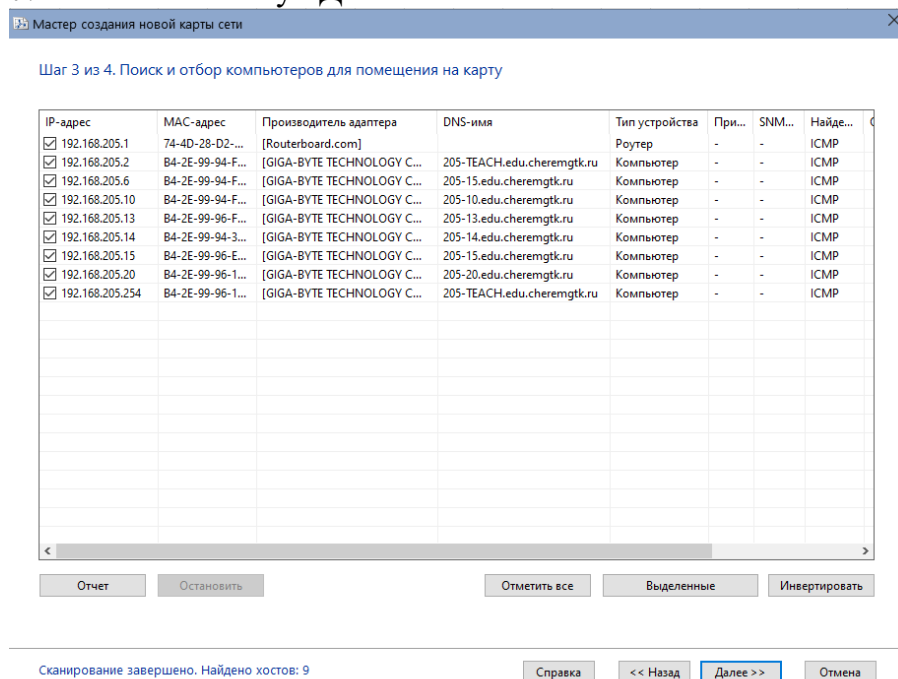 Мастер создания новой карты сети
Шаг 3 из 4. Поиск и отбор компьютеров для помещения на карту
IP-адрес MAC-адрес Производитель адаптера DNS-имя Тип устройства При... SNM... Найде...
192.168.205.1 74-4D-28-D2-... [Routerboard.com] Роутер - - ICMP
192.168.205.2 B4-2E-99-94-F... [GIGA-BYTE TECHNOLOGY C... 205-TEACH.edu.cheremgtk.ru Компьютер - - ICMP
192.168.205.6 B4-2E-99-94-F... [GIGA-BYTE TECHNOLOGY C... 205-15.edu.cheremgtk.ru Компьютер - - ICMP
192.168.205.10 B4-2E-99-94-F... [GIGA-BYTE TECHNOLOGY C... 205-10.edu.cheremgtk.ru Компьютер - - ICMP
192.168.205.13 B4-2E-99-96-F... [GIGA-BYTE TECHNOLOGY C... 205-13.edu.cheremgtk.ru Компьютер - - ICMP
192.168.205.14 B4-2E-99-94-3... [GIGA-BYTE TECHNOLOGY C... 205-14.edu.cheremgtk.ru Компьютер - - ICMP
192.168.205.15 B4-2E-99-96-E... [GIGA-BYTE TECHNOLOGY C... 205-15.edu.cheremgtk.ru Компьютер - - ICMP
192.168.205.20 B4-2E-99-96-1... [GIGA-BYTE TECHNOLOGY C... 205-20.edu.cheremgtk.ru Компьютер - - ICMP
192.168.205.254 B4-2E-99-96-1... [GIGA-BYTE TECHNOLOGY C... 205-TEACH.edu.cheremgtk.ru Компьютер - - ICMP
Отчет Остановить Отметить все Выделенные Инвертировать
Сканирование завершено. Найдено хостов: 9 Справка << Назад Далее >> Отмена